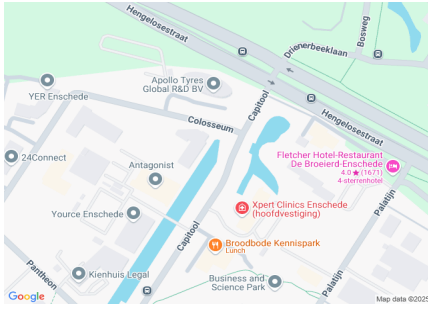 Hengelosestraat
Bosweg
Drienerbeeklaan
Apollo Tyres
Global R&D BV
YER Enschede
Capitool
Colosseum
Hengelosestraat
Fletcher Hotel-Restaurant
De Broeierd-Enschede
4.0 ★ (1671)
4-sterrenhotel
24Connect
Antagonist
Palatijn
Xpert Clinics Enschede
(hoofdvestiging)
Yource Enschede
Capitool
Broodbode Kennispark
Lunch
Pantheon
Kienhuis Legal
Business and
Science Park
Palatijn
Google
Map data ©2025